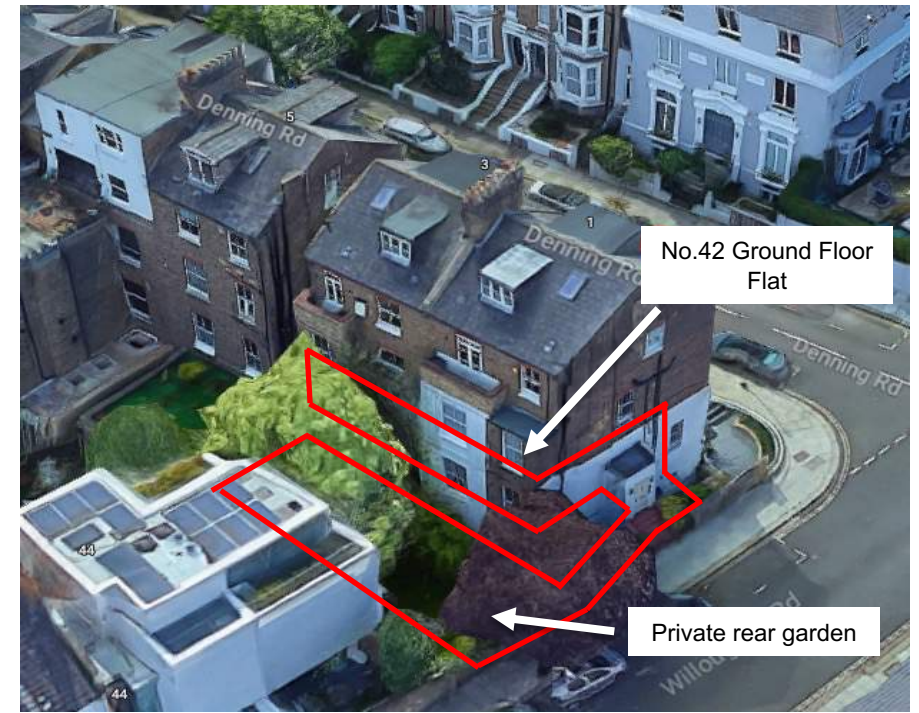 Denning Rd
5
3
1
Denning Rd
No.42 Ground Floor
Flat
Denning Rd
44
Private rear garden
44